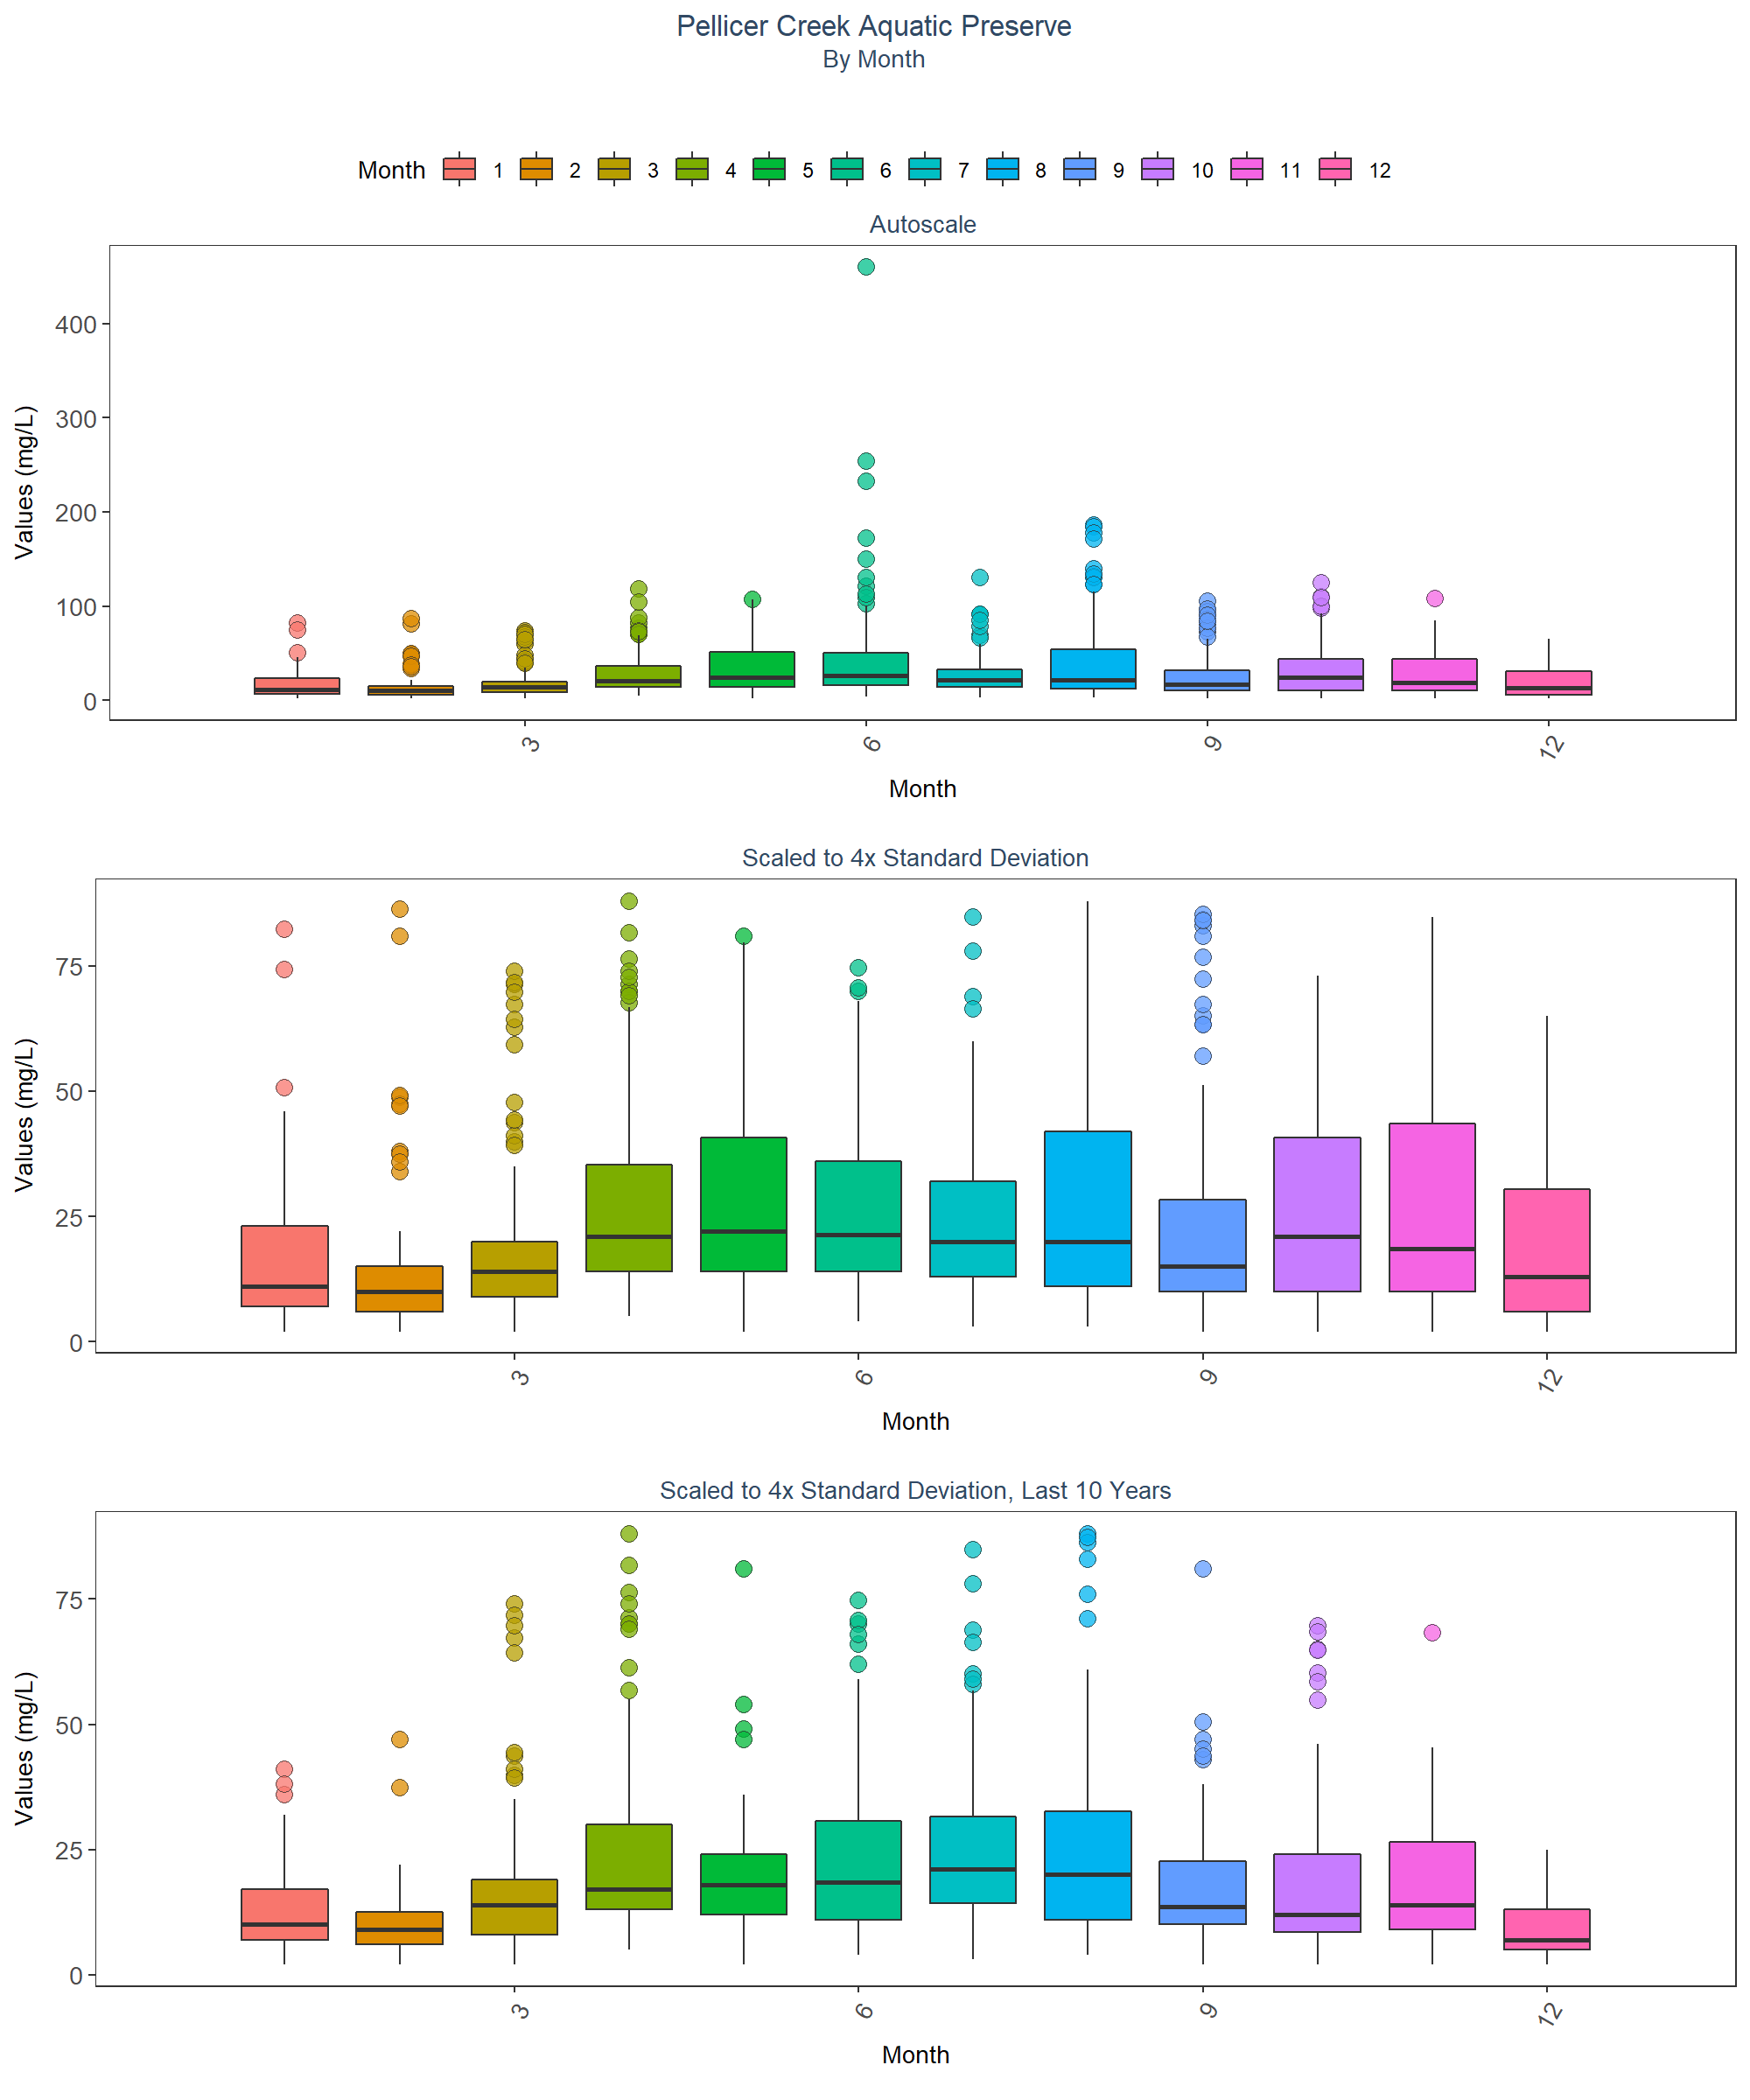 Pellicer Creek Aquatic Preserve
By Month
Month 1 2 3 4 5 6 7 8 9 10 11 12
Autoscale
Values (mg/L)
400
300
200
100
0
3 6 9 12
Month
Scaled to 4x Standard Deviation
Values (mg/L)
75
50
25
0
3 6 9 12
Month
Scaled to 4x Standard Deviation, Last 10 Years
Values (mg/L)
75
50
25
0
3 6 9 12
Month